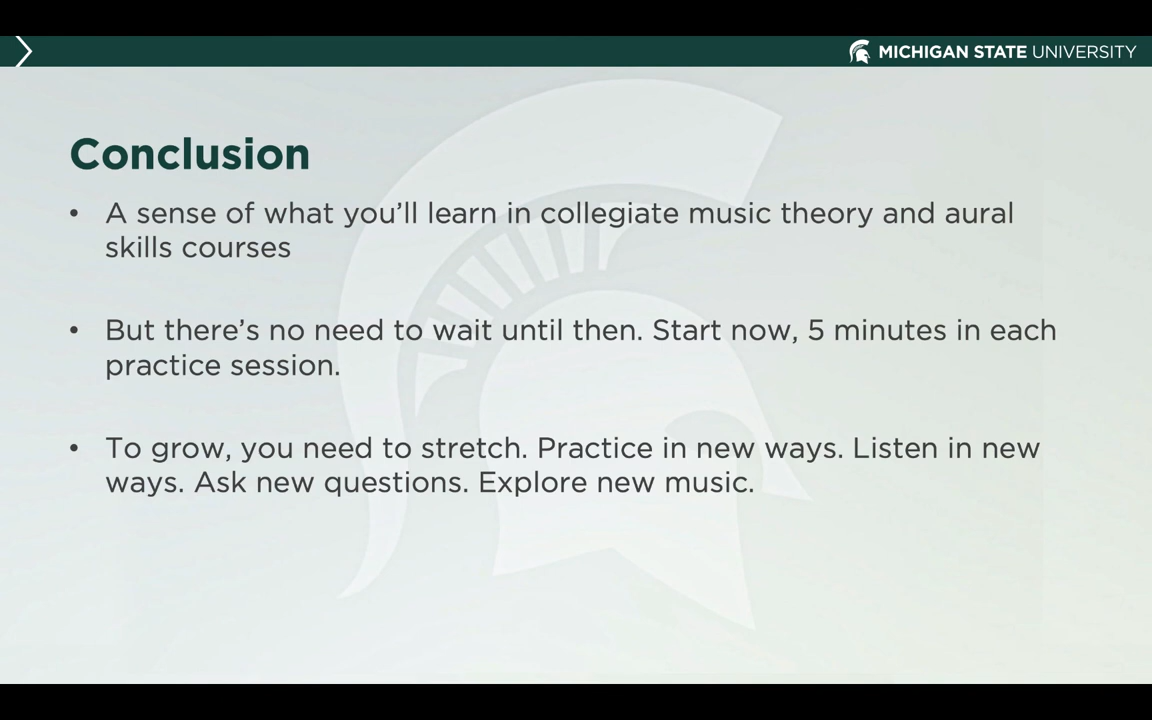 MICHIGAN STATE UNIVERSITY
Conclusion
• A sense of what you’ll learn in collegiate music theory and aural
skills courses
• But there’s no need to wait until then. Start now, 5 minutes in each
practice session.
• To grow, you need to stretch. Practice in new ways. Listen in new
ways. Ask new questions. Explore new music.